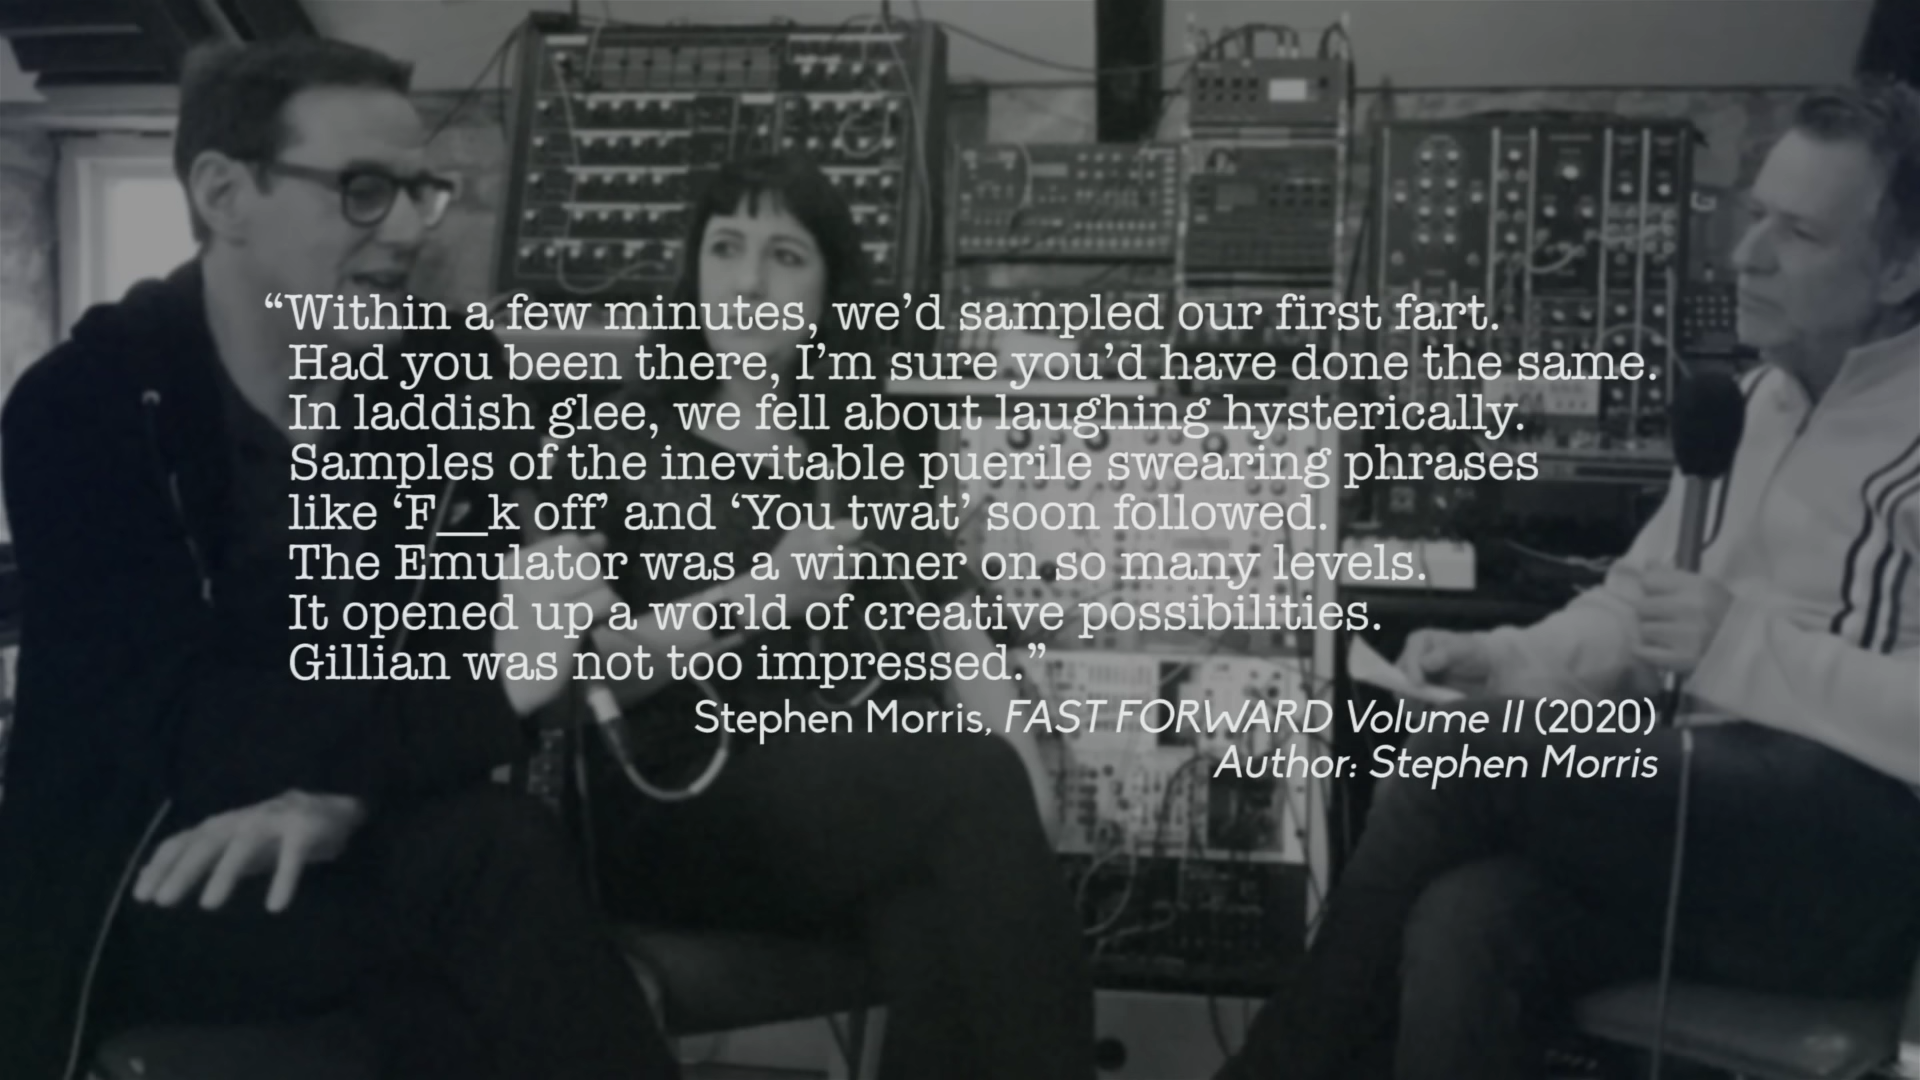 “Within a few minutes, we’d sampled our first fart.
Had you been there, I’m sure you’d have done the same.
In laddish glee, we fell about laughing hysterically.
Samples of the inevitable puerile swearing phrases
like ‘F__k off’ and ‘You twat’ soon followed.
The Emulator was a winner on so many levels.
It opened up a world of creative possibilities.
Gillian was not too impressed.”
Stephen Morris, FAST FORWARD Volume II (2020)
Author: Stephen Morris